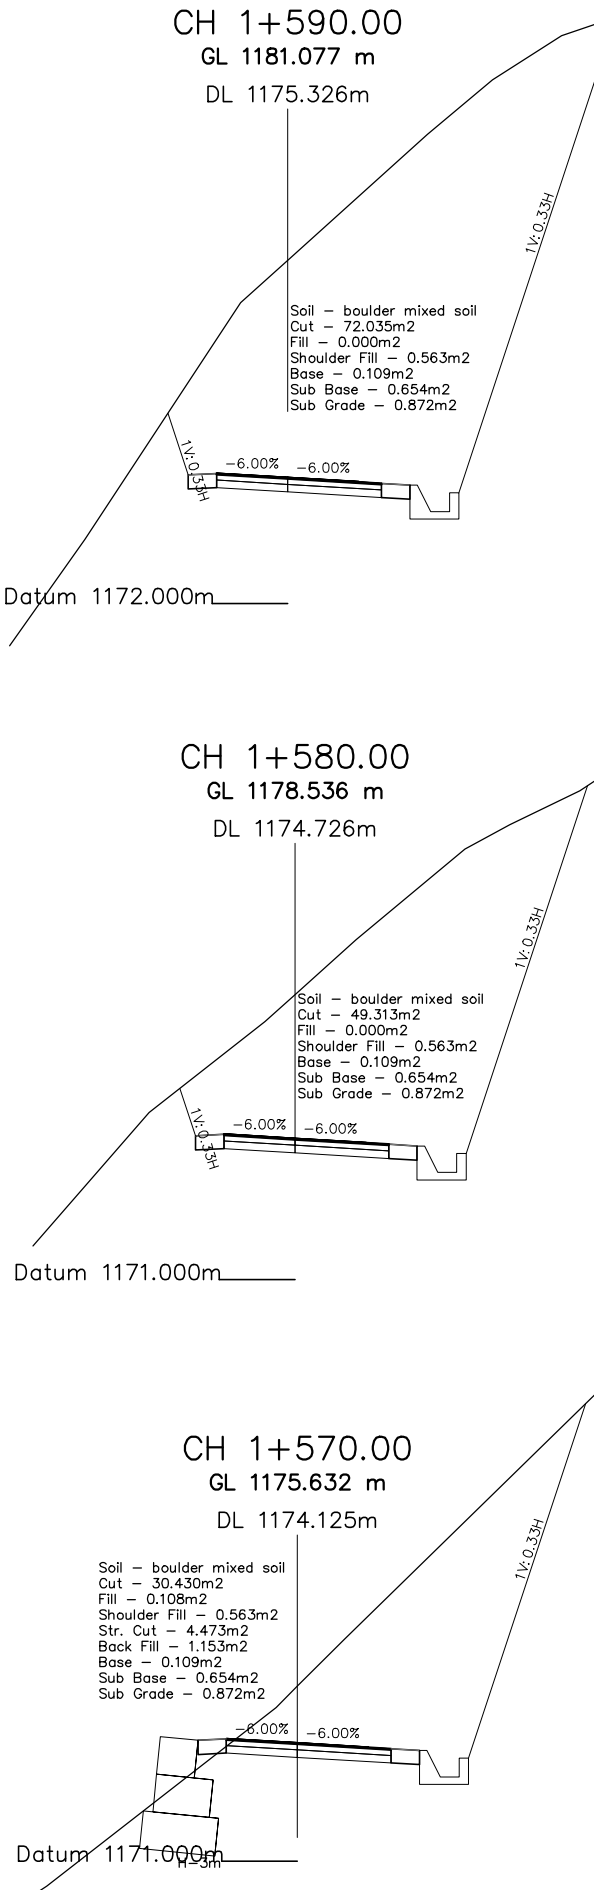 CH 1+590.00
GL 1181.077 m
DL 1175.326m
1V:0.33H
Soil - boulder mixed soil
Cut - 72.035m2
Fill - 0.000m2
Shoulder Fill - 0.563m2
Base - 0.109m2
Sub Base - 0.654m2
Sub Grade - 0.872m2
1V:0.33H
-6.00% -6.00%
Datum 1172.000m
CH 1+580.00
GL 1178.536 m
DL 1174.726m
1V:0.33H
Soil - boulder mixed soil
Cut - 49.313m2
Fill - 0.000m2
Shoulder Fill - 0.563m2
Base - 0.109m2
Sub Base - 0.654m2
Sub Grade - 0.872m2
1V:0.33H
-6.00% -6.00%
Datum 1171.000m
CH 1+570.00
GL 1175.632 m
DL 1174.125m
1V:0.33H
Soil - boulder mixed soil
Cut - 30.430m2
Fill - 0.108m2
Shoulder Fill - 0.563m2
Str. Cut - 4.473m2
Back Fill - 1.153m2
Base - 0.109m2
Sub Base - 0.654m2
Sub Grade - 0.872m2
-6.00% -6.00%
Datum 1171.000m
H-3m